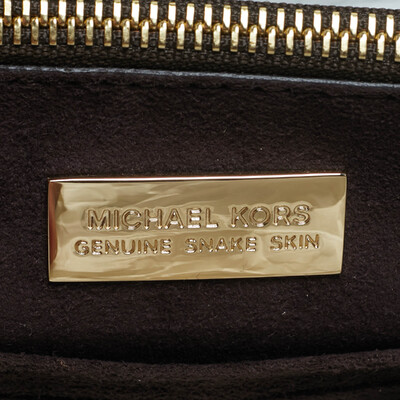 MICHAEL KORS
GENUINE SNAKE SKIN